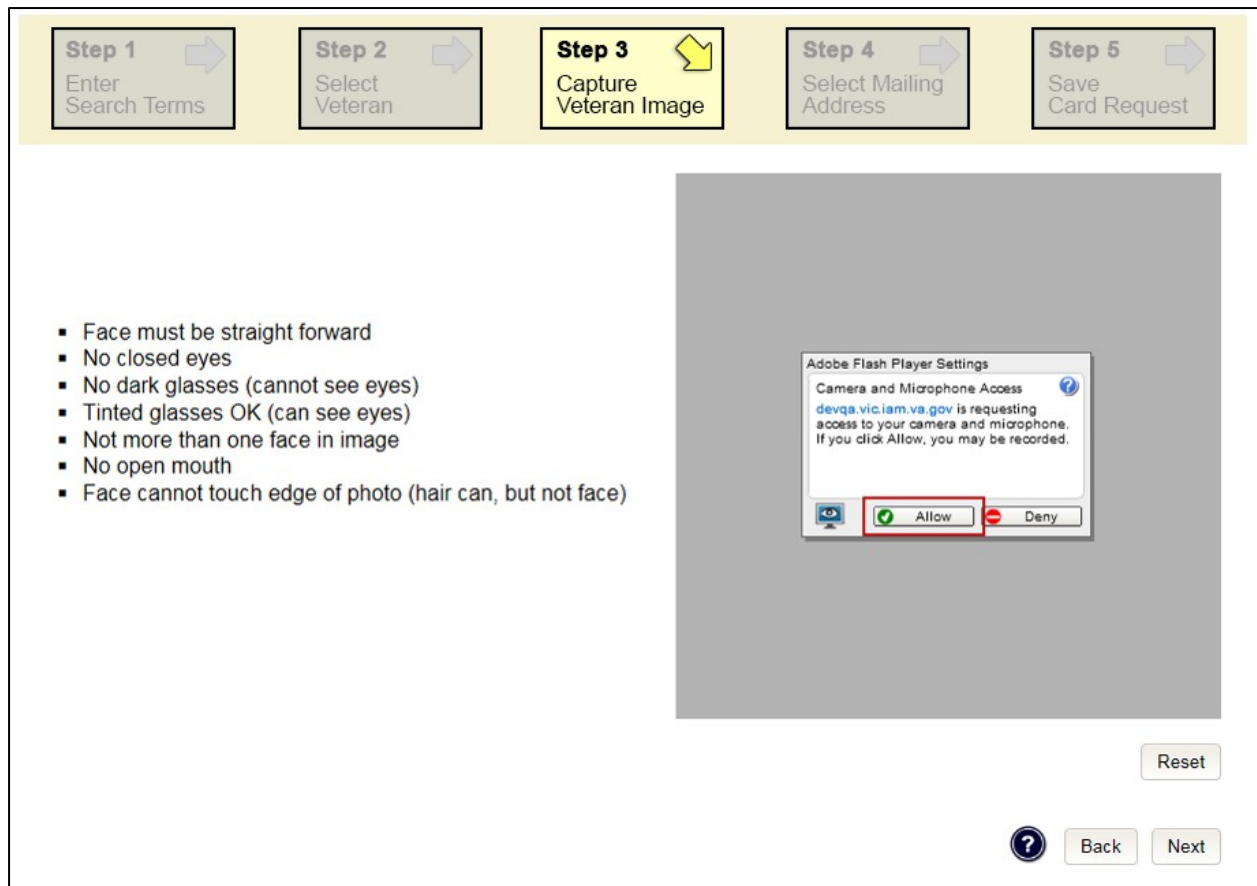 Step 1
Enter
Search Terms
Step 2
Select
Veteran
Step 3
Capture
Veteran Image
Step 4
Select Mailing
Address
Step 5
Save
Card Request
Face must be straight forward
No closed eyes
No dark glasses (cannot see eyes)
Tinted glasses OK (can see eyes)
Not more than one face in image
No open mouth
Face cannot touch edge of photo (hair can, but not face)
Adobe Flash Player Settings
Camera and Microphone Access
?
devqa.vic.iam.va.gov is requesting
access to your camera and microphone.
If you click Allow, you may be recorded.
Allow
Deny
Reset
?
Back
Next